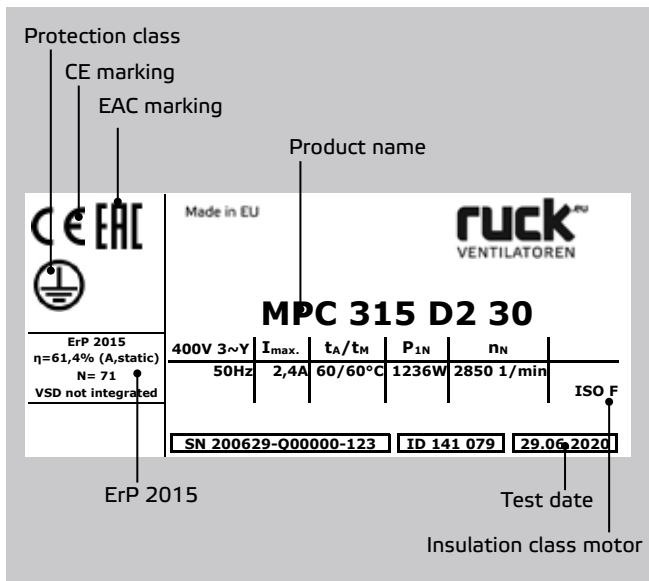 Protection class
CE marking
EAC marking
Product name
CE EAC
Made in EU
ruck.eu
VENTILATOREN
MPC 315 D2 30
ErP 2015
η=61,4% (A,static)
N= 71
VSD not integrated
400V 3~Y Imax. tA/tM P1N nN
50Hz 2,4A 60/60°C 1236W 2850 1/min
ISO F
SN 200629-Q00000-123 ID 141 079 29.06.2020
ErP 2015
Test date
Insulation class motor